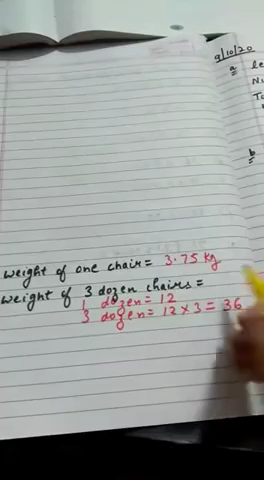 9/10/20
a
b
weight of one chair = 3.75 kg
weight of 3 dozen chairs =
1 dozen = 12
3 dozen = 12 x 3 = 36